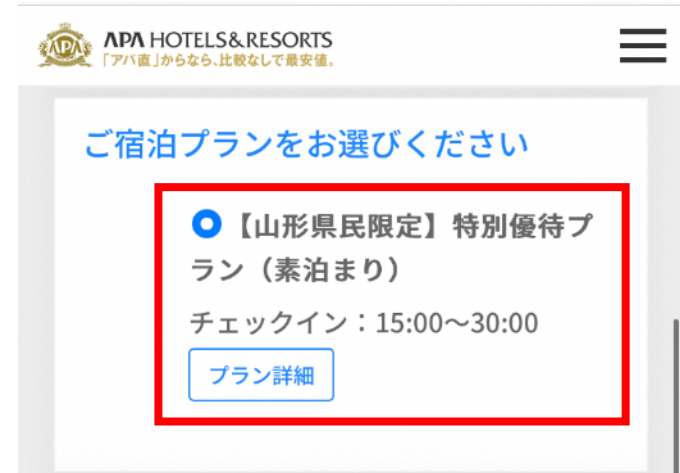 APA HOTELS&RESORTS
「アパ直」からなら、比較なしで最安値。
APA
ご宿泊プランをお選びください
【山形県民限定】特別優待プ
ラン（素泊まり）
チェックイン：15:00～30:00
プラン詳細